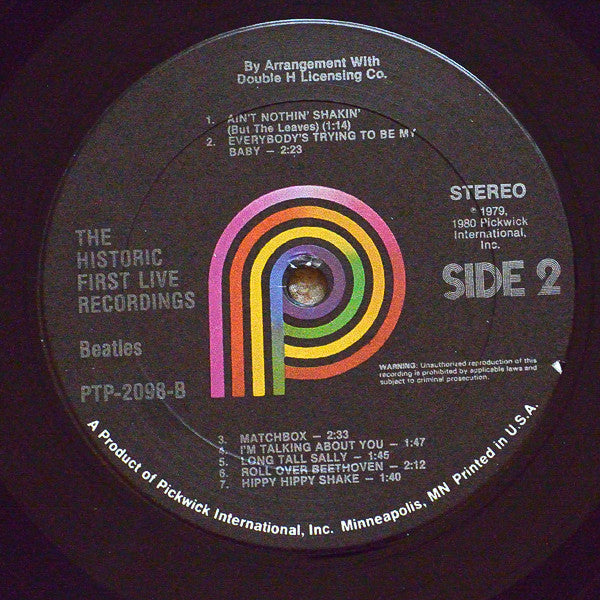 By Arrangement With
Double H Licensing Co.
1. AIN'T NOTHIN' SHAKIN'
(But The Leaves) (1:14)
2. EVERYBODY'S TRYING TO BE MY
BABY — 2:23
STEREO
℗ 1979,
1980 Pickwick
International,
Inc.
SIDE 2
THE
HISTORIC
FIRST LIVE
RECORDINGS
Beatles
PTP-2098-B
WARNING: Unauthorized reproduction of this
recording is prohibited by applicable laws and
subject to criminal prosecution.
3. MATCHBOX — 2:33
4. I'M TALKING ABOUT YOU — 1:47
5. LONG TALL SALLY — 1:45
6. ROLL OVER BEETHOVEN — 2:12
7. HIPPY HIPPY SHAKE — 1:40
A Product of Pickwick International, Inc. Minneapolis, MN Printed in U.S.A.